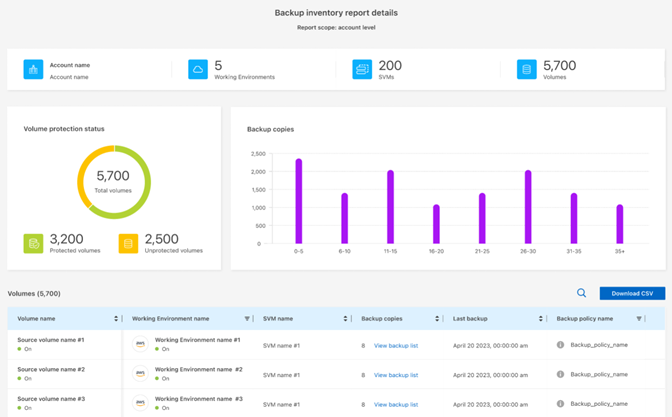 Backup inventory report details
Report scope: account level
Account name
Account name
5
Working Environments
200
SVMs
5,700
Volumes
Volume protection status
5,700
Total volumes
3,200
Protected volumes
2,500
Unprotected volumes
Backup copies
2,500
2,000
1,500
1,000
500
0
0-5 6-10 11-15 16-20 21-25 26-30 31-35 35+
Volumes (5,700)
Download CSV
Volume name Working Environment name SVM name Backup copies Last backup Backup policy name
Source volume name #1
On
aws
Working Environment name #1
On
SVM name #1 8 View backup list April 20 2023, 00:00:00 am Backup_policy_name
Source volume name #2
On
aws
Working Environment name #2
On
SVM name #1 8 View backup list April 20 2023, 00:00:00 am Backup_policy_name
Source volume name #3
On
aws
Working Environment name #3
On
SVM name #1 8 View backup list April 20 2023, 00:00:00 am Backup_policy_name